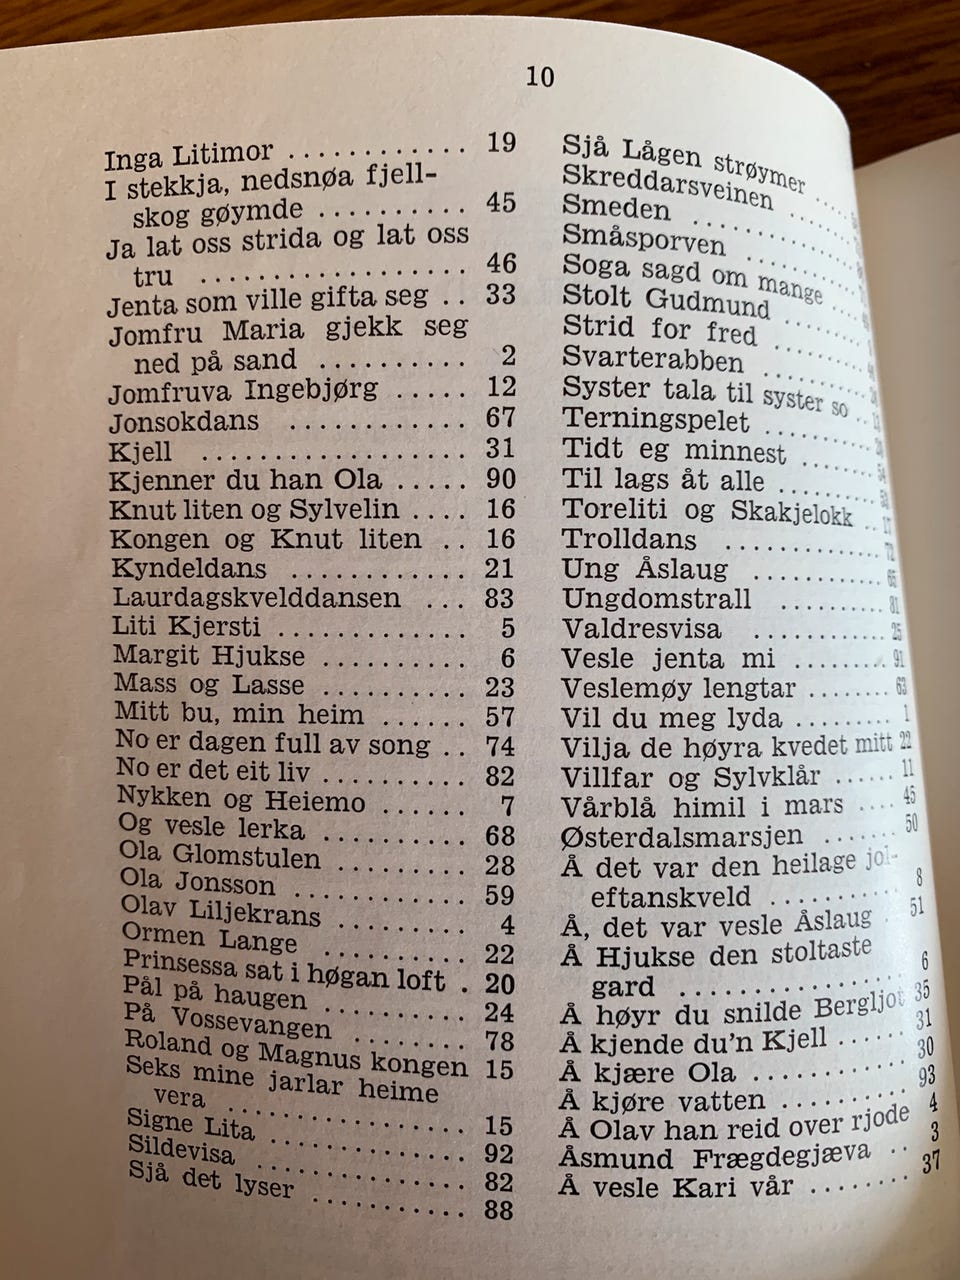 10
Inga Litimor ............ 19
I stekkja, nedsnøa fjell-
skog gøymde .......... 45
Ja lat oss strida og lat oss
tru .................. 46
Jenta som ville gifta seg .. 33
Jomfru Maria gjekk seg
ned på sand .......... 2
Jomfruva Ingebjørg ..... 12
Jonsokdans ............ 67
Kjell .................. 31
Kjenner du han Ola ..... 90
Knut liten og Sylvelin .... 16
Kongen og Knut liten .. 16
Kyndeldans ............ 21
Laurdagskvelddansen ... 83
Liti Kjersti ............. 5
Margit Hjukse .......... 6
Mass og Lasse .......... 23
Mitt bu, min heim ...... 57
No er dagen full av song .. 74
No er det eit liv .......... 82
Nykken og Heiemo ...... 7
Og vesle lerka .......... 68
Ola Glomstulen ......... 28
Ola Jonsson ............ 59
Olav Liljekrans ......... 4
Ormen Lange .......... 22
Prinsessa sat i høgan loft . 20
Pål på haugen .......... 24
På Vossevangen ........ 78
Roland og Magnus kongen 15
Seks mine jarlar heime
vera ................. 15
Signe Lita .............. 92
Sildevisa ............... 82
Sjå det lyser ........... 88
Sjå Lågen strøymer .....
Skreddarsveinen ........
Smeden ...............
Småsporven ............
Soga sagd om mange ....
Stolt Gudmund .........
Strid for fred ..........
Svarterabben ..........
Syster tala til syster so ..
Terningspelet ..........
Tidt eg minnest ........
Til lags åt alle ..........
Toreliti og Skakjelokk .. 17
Trolldans ............. 72
Ung Åslaug ............
Ungdomstrall .......... 81
Valdresvisa ............ 25
Vesle jenta mi ......... 91
Veslemøy lengtar ........ 63
Vil du meg lyda ......... 1
Vilja de høyra kvedet mitt 22
Villfar og Sylvklår ...... 11
Vårblå himil i mars .... 45
Østerdalsmarsjen ....... 50
Å det var den heilage jol-
eftanskveld .......... 8
Å, det var vesle Åslaug . 51
Å Hjukse den stoltaste
gard ................. 6
Å høyr du snilde Bergljot 35
Å kjende du'n Kjell ...... 31
Å kjære Ola ............ 30
Å kjøre vatten .......... 93
Å Olav han reid over rjode 4
Åsmund Frægdegjæva .. 3
Å vesle Kari vår ........ 37